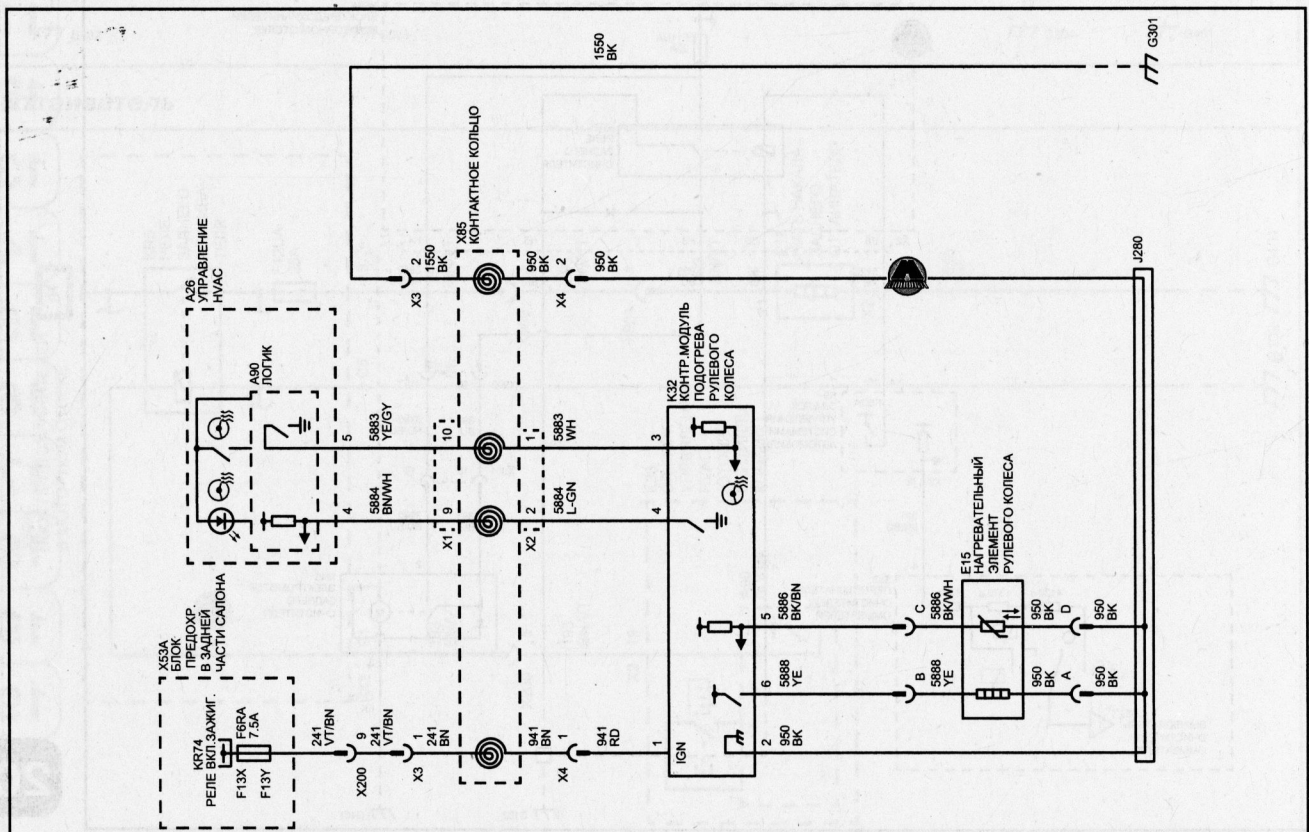 X53A
БЛОК
ПРЕДОХР.
В ЗАДНЕЙ
ЧАСТИ САЛОНА
KR74
РЕЛЕ ВКЛ.ЗАЖИГ.
F13X F6RA
F13Y 7.5A
241
VT/BN
X200 9
241
VT/BN
X3 1
241
BN
941
BN
X4 1
941
RD
A26
УПРАВЛЕНИЕ
HVAC
A90
ЛОГИК
4
5884
BN/WH
5
5883
YE/GY
X1 9
10
X2 2
1
5884
L-GN
5883
WH
X85
КОНТАКТНОЕ КОЛЬЦО
1550
BK
X3 2
1550
BK
950
BK
X4 2
950
BK
K32
КОНТР.МОДУЛЬ
ПОДОГРЕВА
РУЛЕВОГО
КОЛЕСА
1
IGN
4
3
2
950
BK
6
5888
YE
5
5886
BK/BN
B
5888
YE
C
5886
BK/WH
E15
НАГРЕВАТЕЛЬНЫЙ
ЭЛЕМЕНТ
РУЛЕВОГО КОЛЕСА
950
BK
A
950
BK
950
BK
D
950
BK
J280
G301